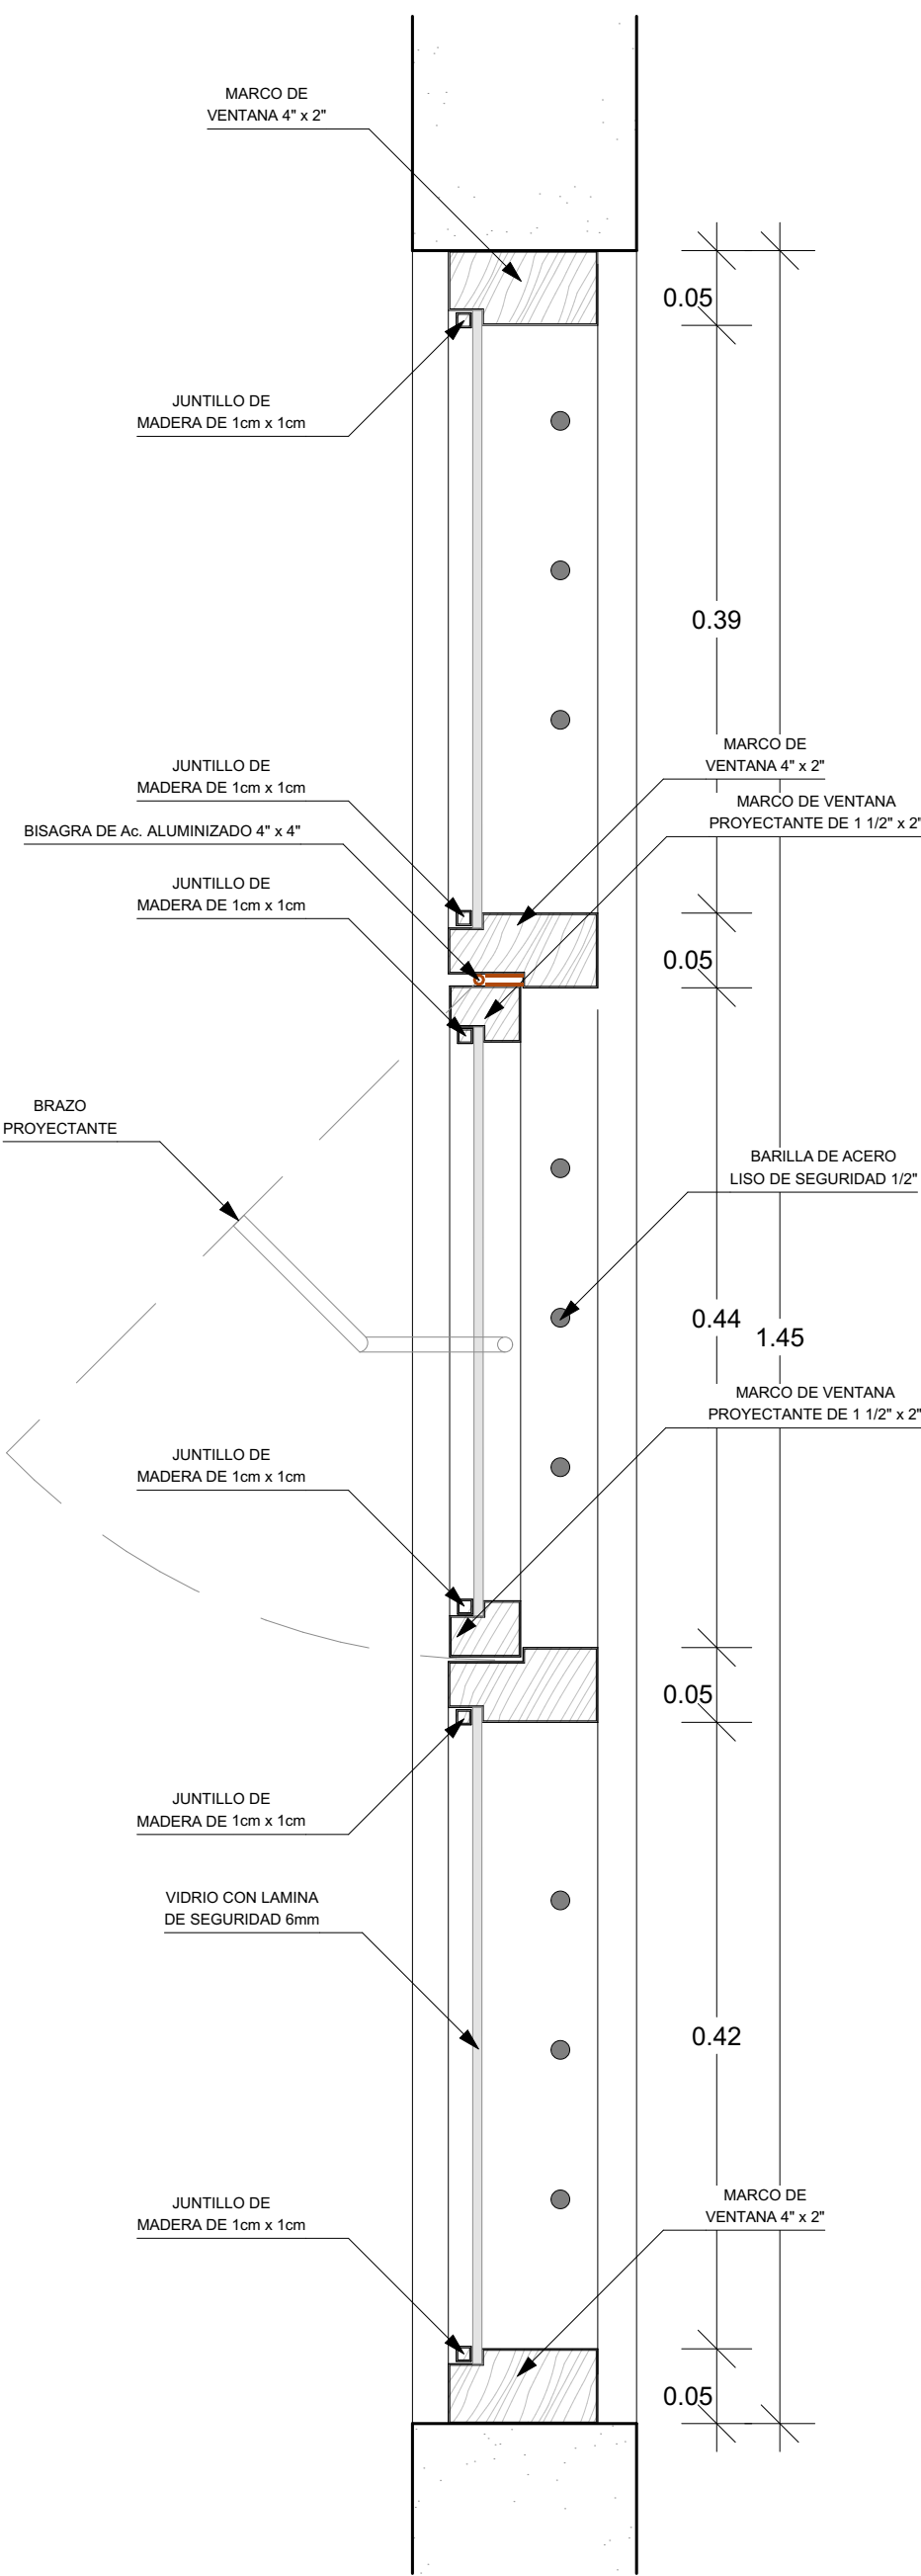 MARCO DE
VENTANA 4" x 2"
0.05
JUNTILLO DE
MADERA DE 1cm x 1cm
0.39
MARCO DE
VENTANA 4" x 2"
JUNTILLO DE
MADERA DE 1cm x 1cm
MARCO DE VENTANA
PROYECTANTE DE 1 1/2" x 2"
BISAGRA DE Ac. ALUMINIZADO 4" x 4"
JUNTILLO DE
MADERA DE 1cm x 1cm
0.05
BRAZO
PROYECTANTE
BARILLA DE ACERO
LISO DE SEGURIDAD 1/2"
0.44
1.45
MARCO DE VENTANA
PROYECTANTE DE 1 1/2" x 2"
JUNTILLO DE
MADERA DE 1cm x 1cm
0.05
JUNTILLO DE
MADERA DE 1cm x 1cm
VIDRIO CON LAMINA
DE SEGURIDAD 6mm
0.42
JUNTILLO DE
MADERA DE 1cm x 1cm
MARCO DE
VENTANA 4" x 2"
0.05